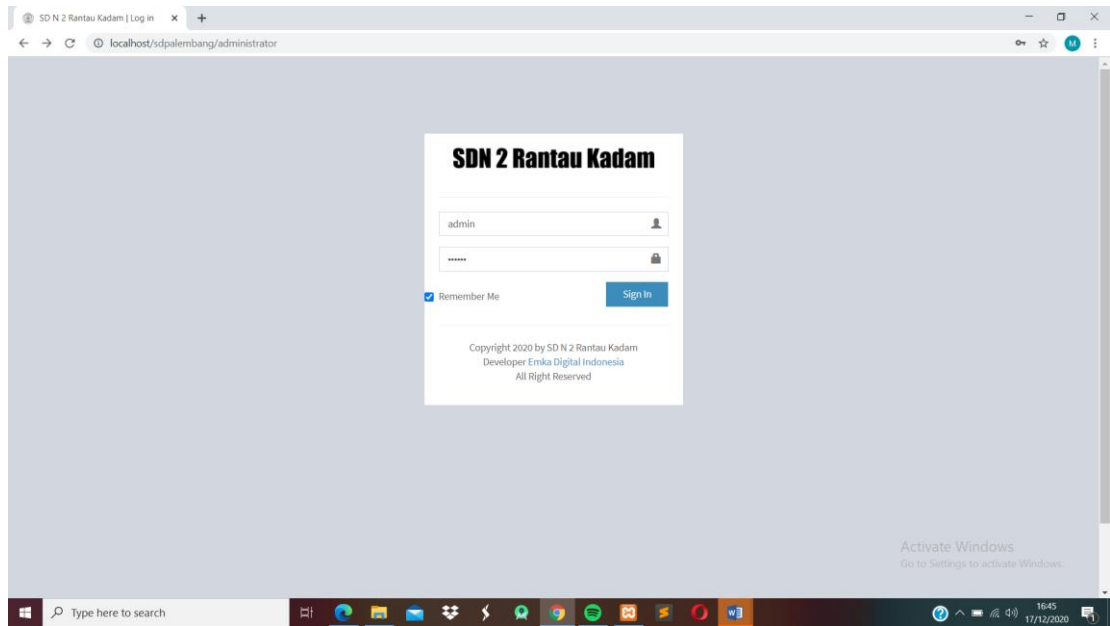 SD N 2 Rantau Kadam | Log in
localhost/sdpalembang/administrator
M
SDN 2 Rantau Kadam
admin
••••••
Remember Me
Sign In
Copyright 2020 by SD N 2 Rantau Kadam
Developer Emka Digital Indonesia
All Right Reserved
Activate Windows
Go to Settings to activate Windows.
Type here to search
16:45
17/12/2020
1